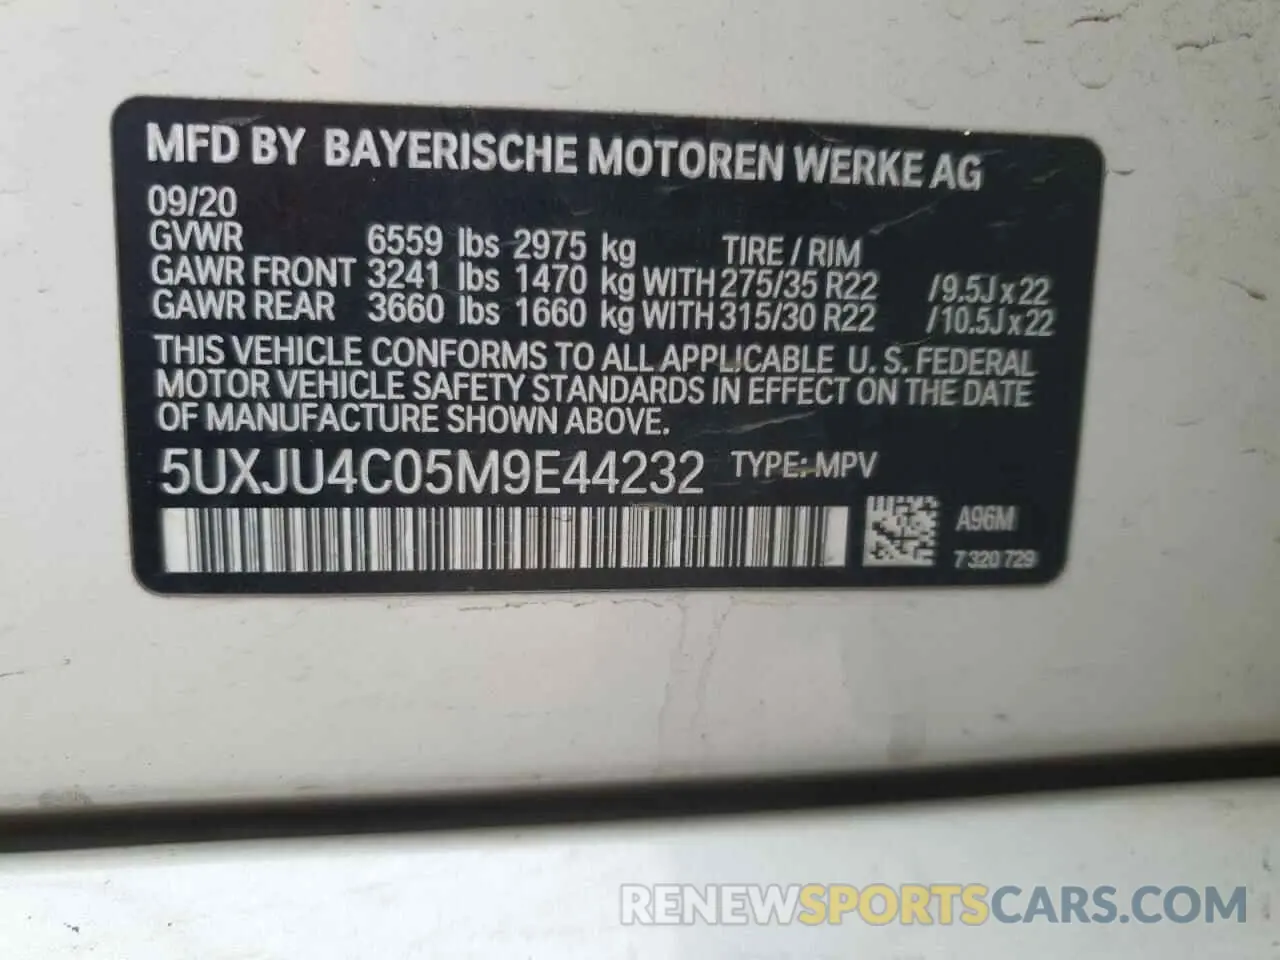 MFD BY BAYERISCHE MOTOREN WERKE AG
09/20
GVWR 6559 lbs 2975 kg TIRE / RIM
GAWR FRONT 3241 lbs 1470 kg WITH 275/35 R22 /9.5J x 22
GAWR REAR 3660 lbs 1660 kg WITH 315/30 R22 /10.5J x 22
THIS VEHICLE CONFORMS TO ALL APPLICABLE U. S. FEDERAL
MOTOR VEHICLE SAFETY STANDARDS IN EFFECT ON THE DATE
OF MANUFACTURE SHOWN ABOVE.
5UXJU4C05M9E44232 TYPE: MPV
A96M
7 320 729
RENEWSPORTSCARS.COM